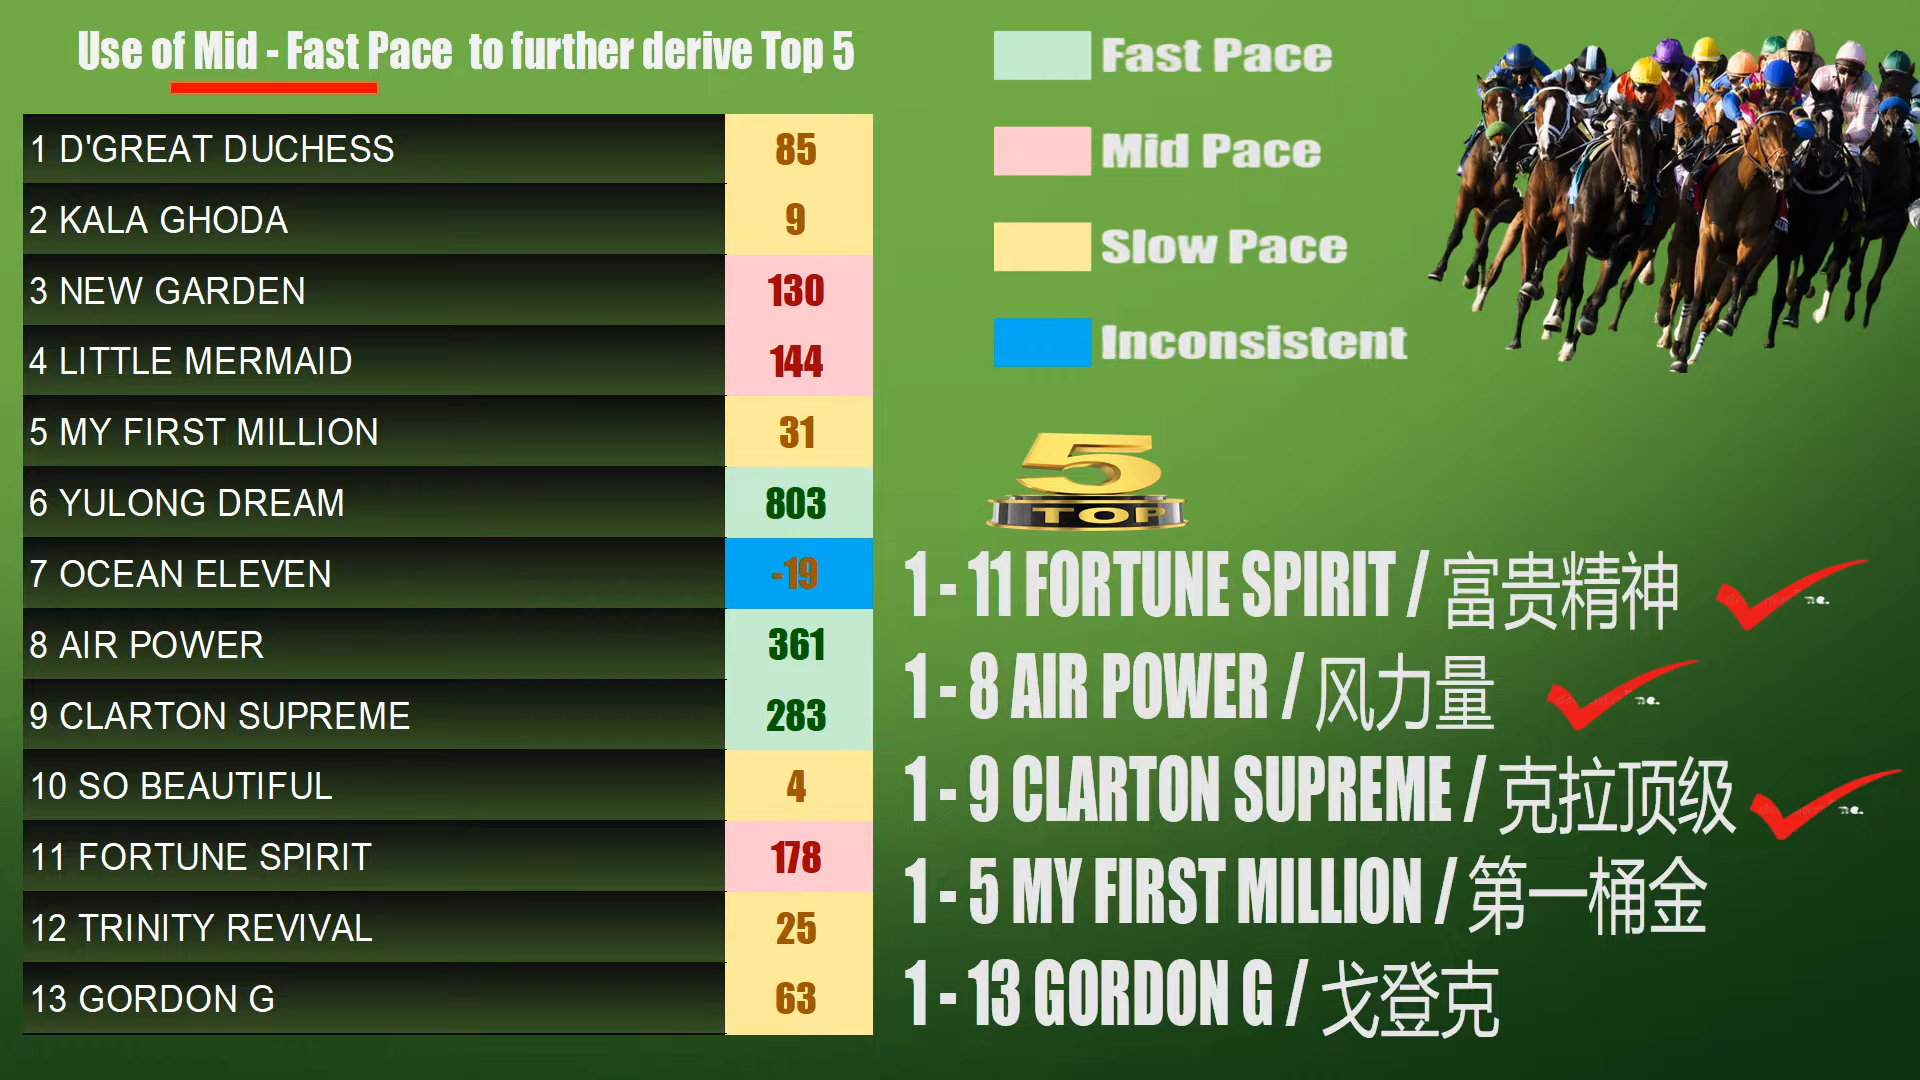 Use of Mid - Fast Pace to further derive Top 5
1 D'GREAT DUCHESS 85
2 KALA GHODA 9
3 NEW GARDEN 130
4 LITTLE MERMAID 144
5 MY FIRST MILLION 31
6 YULONG DREAM 803
7 OCEAN ELEVEN -19
8 AIR POWER 361
9 CLARTON SUPREME 283
10 SO BEAUTIFUL 4
11 FORTUNE SPIRIT 178
12 TRINITY REVIVAL 25
13 GORDON G 63
Fast Pace
Mid Pace
Slow Pace
Inconsistent
5
TOP
1 - 11 FORTUNE SPIRIT / 富贵精神
1 - 8 AIR POWER / 风力量
1 - 9 CLARTON SUPREME / 克拉顶级
1 - 5 MY FIRST MILLION / 第一桶金
1 - 13 GORDON G / 戈登克